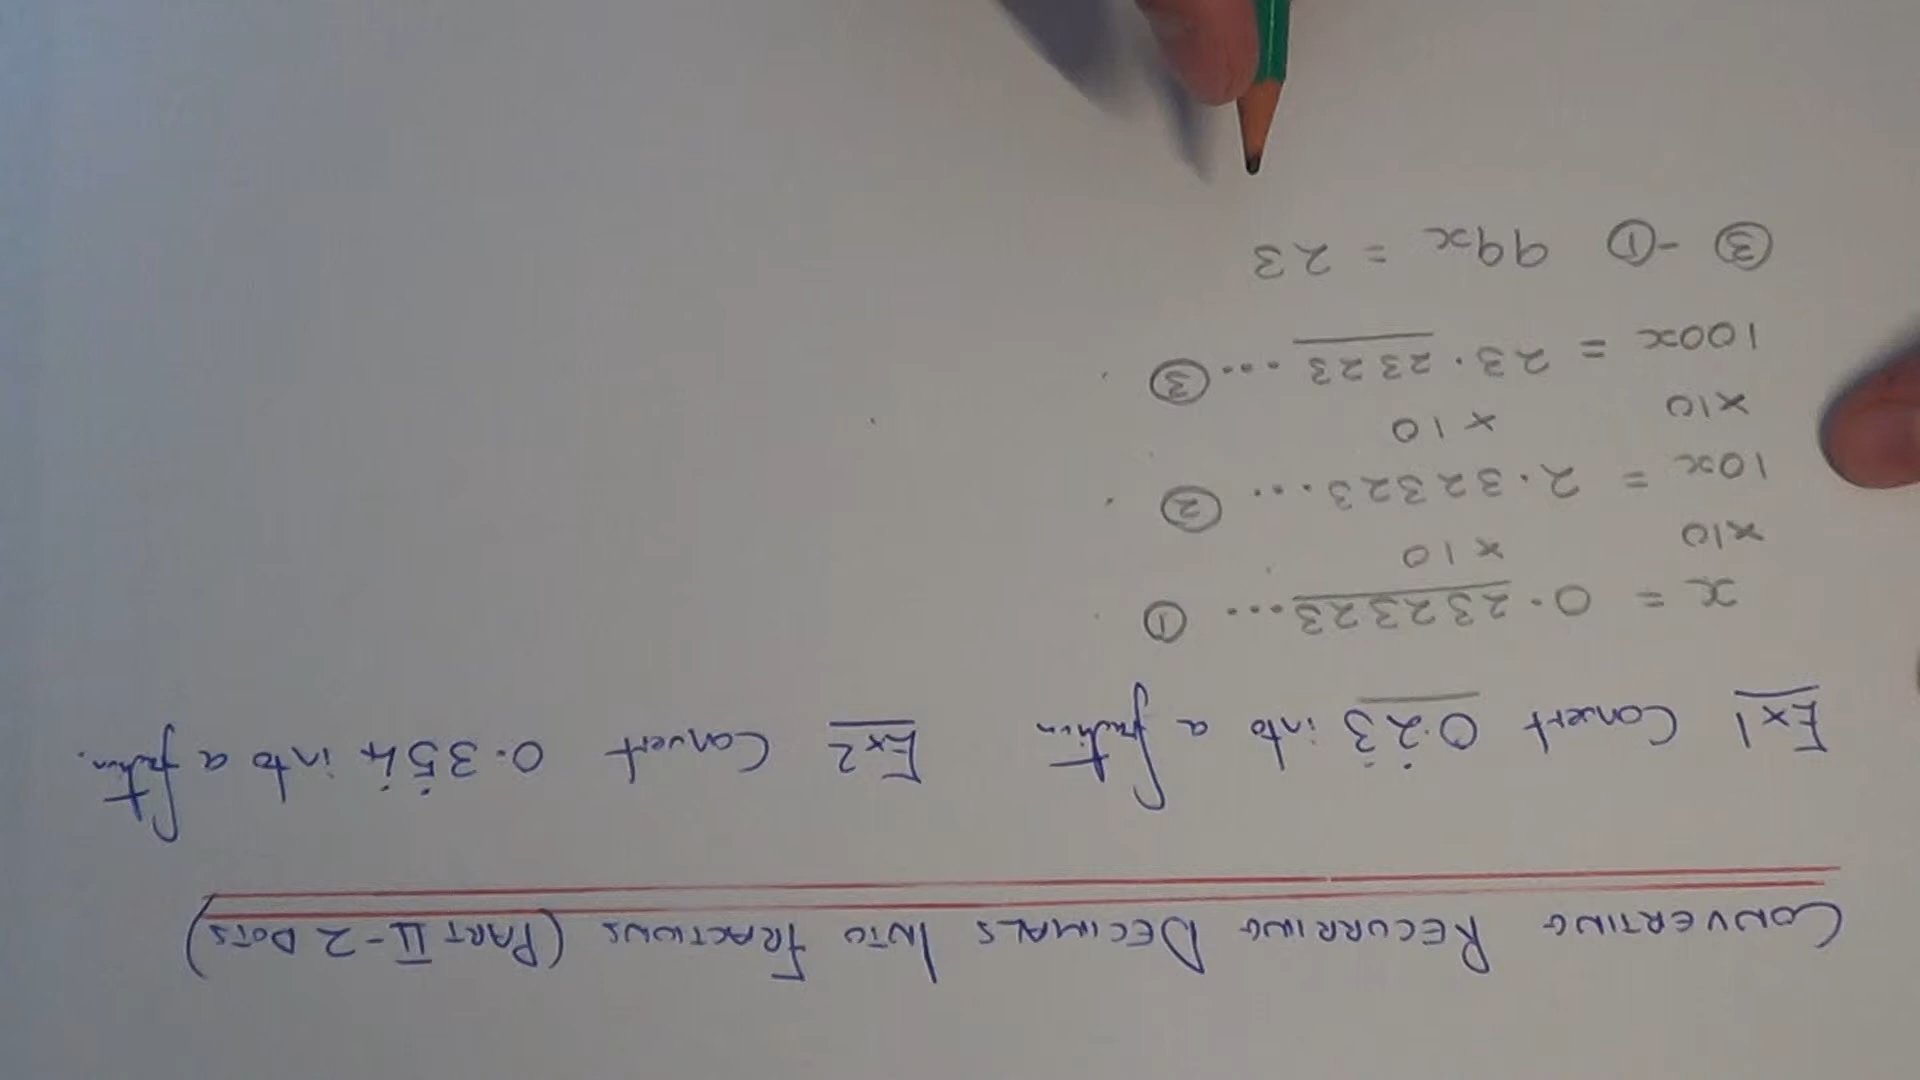 CONVERTING RECURRING DECIMALS INTO FRACTIONS (PART II - 2 DOTS)
Ex1 Convert 0.2̇3̇ into a fraction
Ex2 Convert 0.35̇4̇ into a fraction.
x = 0.232323... ①
×10 ×10
10x = 2.32323... ②
×10 ×10
100x = 23.2323... ③
③ - ① 99x = 23